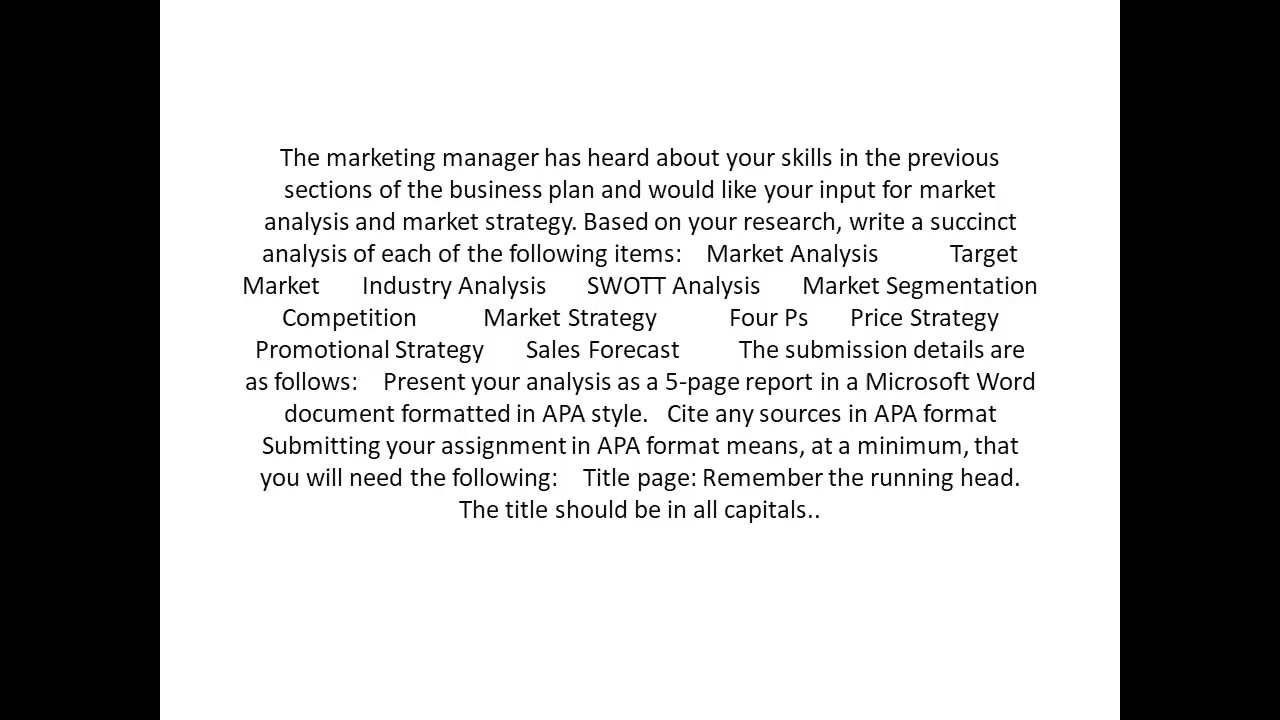 The marketing manager has heard about your skills in the previous
sections of the business plan and would like your input for market
analysis and market strategy. Based on your research, write a succinct
analysis of each of the following items:    Market Analysis          Target
Market      Industry Analysis      SWOTT Analysis      Market Segmentation
Competition          Market Strategy          Four Ps      Price Strategy
Promotional Strategy      Sales Forecast         The submission details are
as follows:    Present your analysis as a 5-page report in a Microsoft Word
document formatted in APA style.   Cite any sources in APA format
Submitting your assignment in APA format means, at a minimum, that
you will need the following:    Title page: Remember the running head.
The title should be in all capitals..